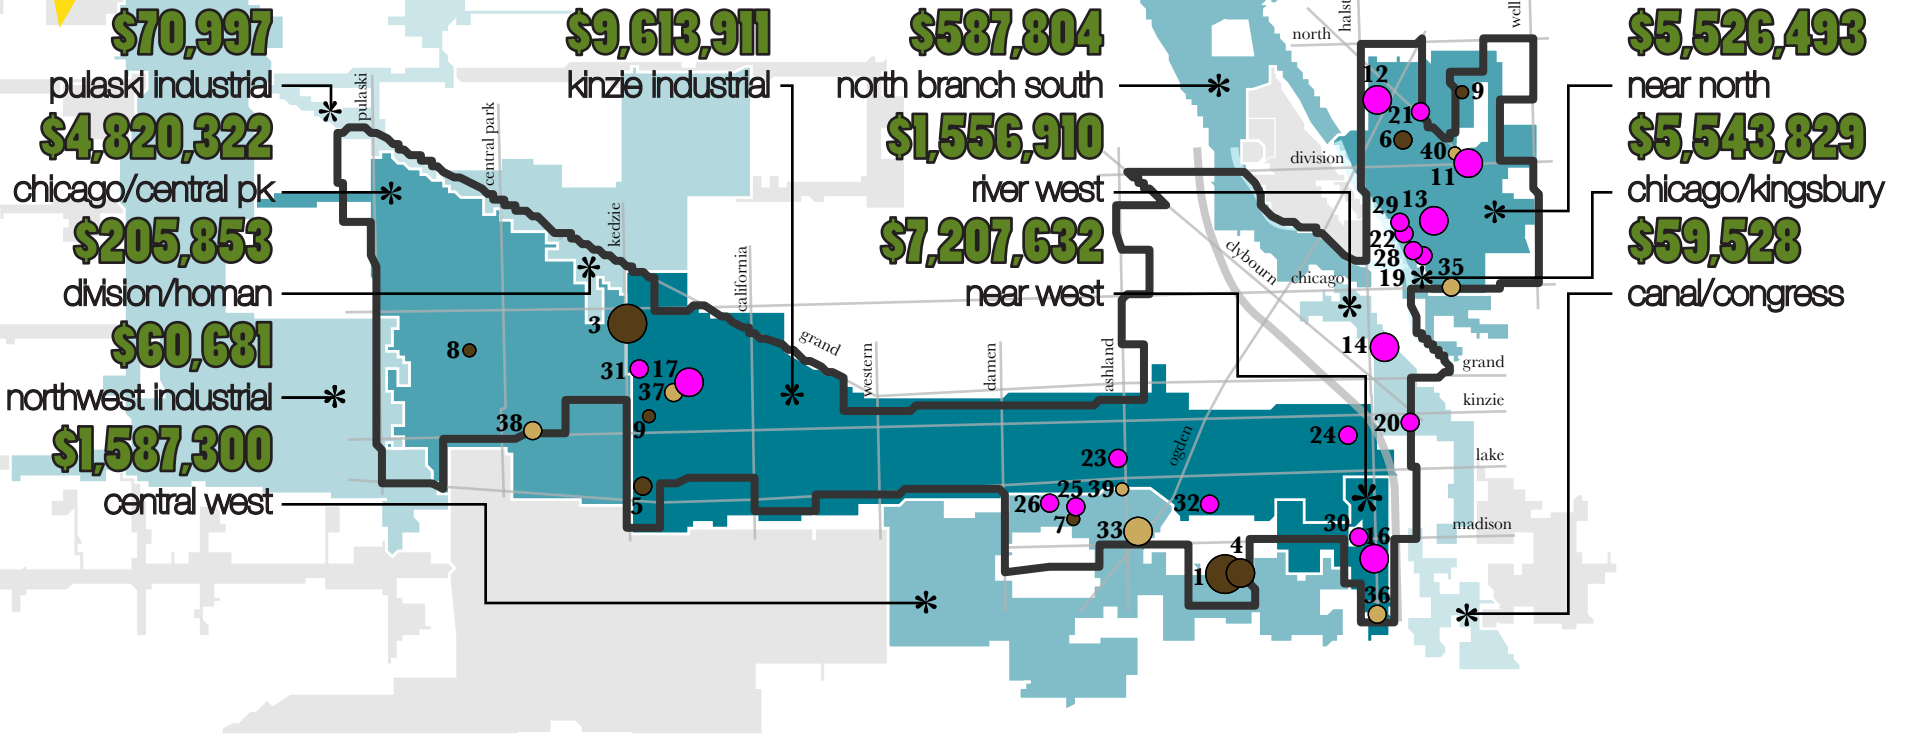 $70,997
pulaski industrial
$4,820,322
chicago/central pk
$205,853
division/homan
$60,681
northwest industrial
$1,587,300
central west
$9,613,911
kinzie industrial
$587,804
north branch south
$1,556,910
river west
$7,207,632
near west
$5,526,493
near north
$5,543,829
chicago/kingsbury
$59,528
canal/congress
pulaski
central park
kedzie
california
grand
western
damen
ashland
ogden
clybourn
north
halst
well
division
chicago
grand
kinzie
lake
madison
12
9
21
6
40
11
29
13
22
28
19
35
14
20
24
3
8
31
17
37
9
38
5
23
26
25
39
7
33
32
30
16
4
1
36